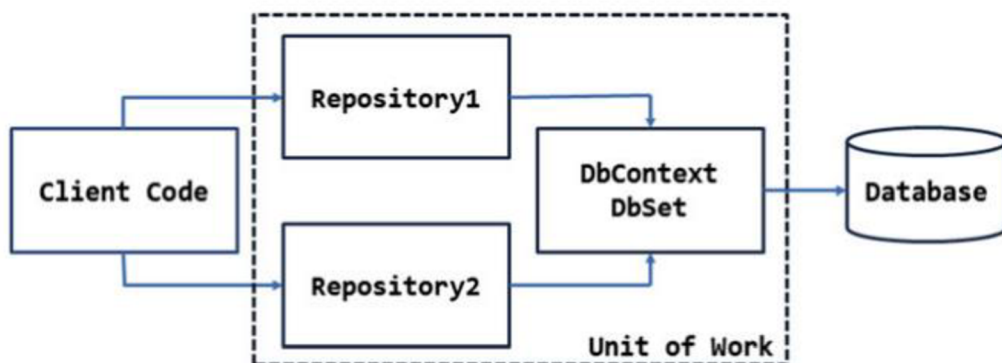 Repository1
Client Code
DbContext
DbSet
Database
Repository2
Unit of Work